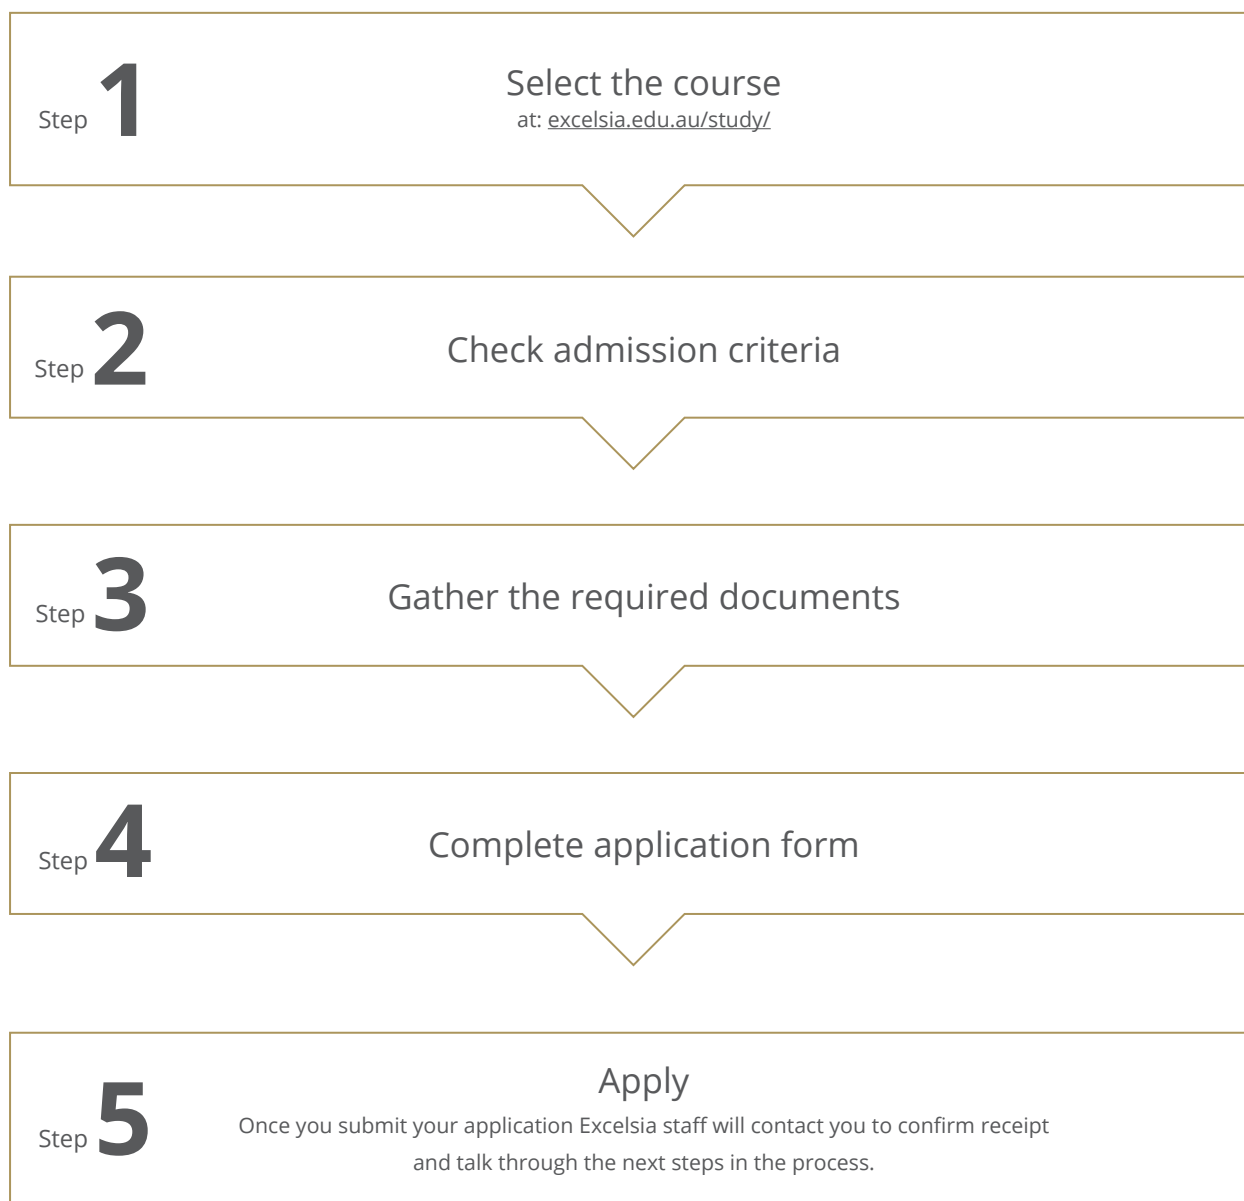 Step 1
Select the course
at: excelsia.edu.au/study/
Step 2
Check admission criteria
Step 3
Gather the required documents
Step 4
Complete application form
Step 5
Apply
Once you submit your application Excelsia staff will contact you to confirm receipt
and talk through the next steps in the process.